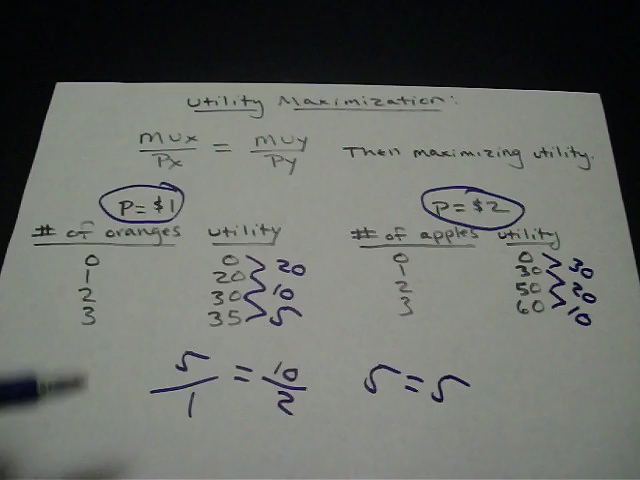 Utility Maximization:
MUx/Px = MUy/Py Then maximizing utility.
P=$1 P=$2
# of oranges utility # of apples utility
0 0 0 0
1 20 20 1 30 30
2 30 10 2 50 20
3 35 5 3 60 10
5/1 = 10/2 5=5